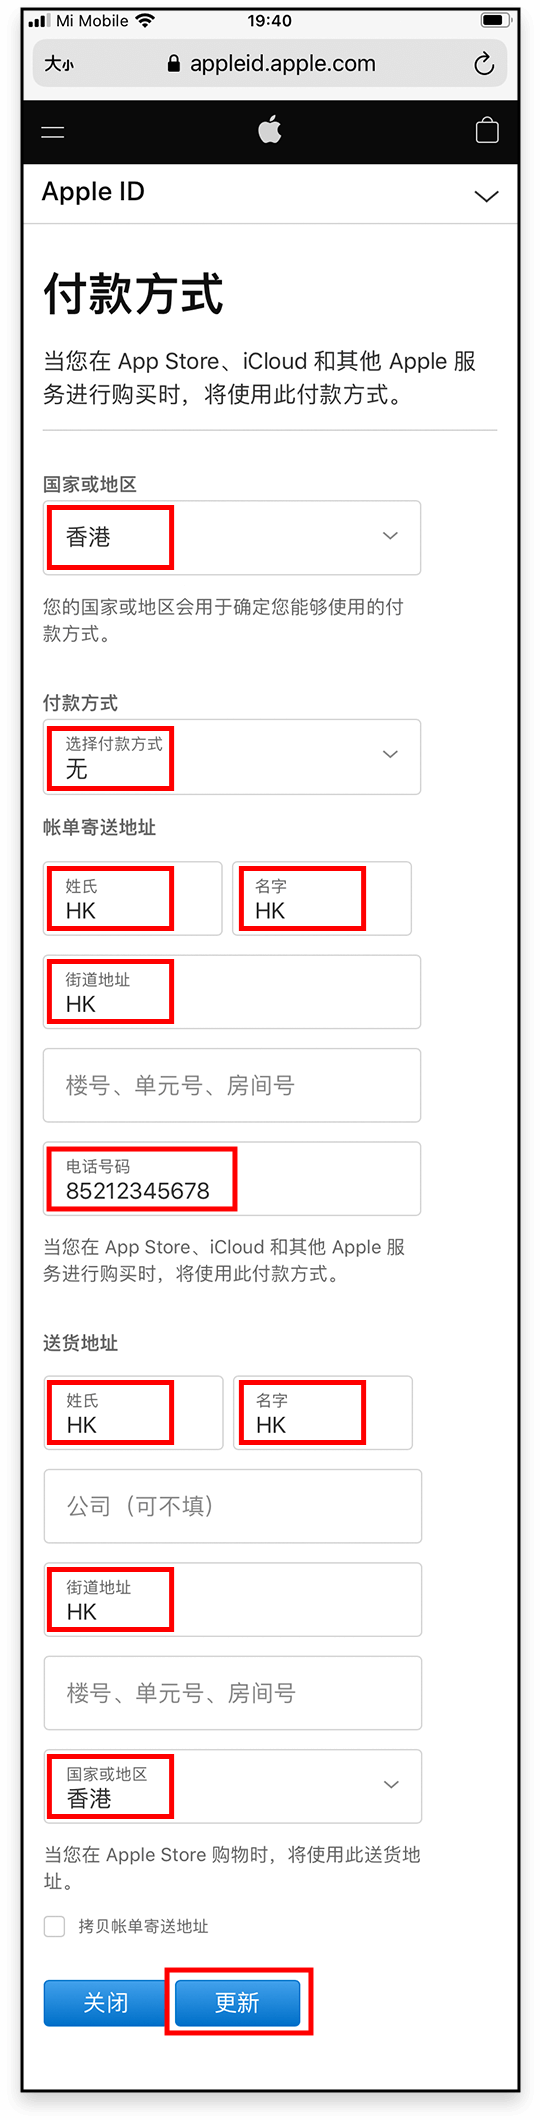 Mi Mobile 19:40
大小 appleid.apple.com
Apple ID
付款方式
当您在 App Store、iCloud 和其他 Apple 服
务进行购买时，将使用此付款方式。
国家或地区
香港
您的国家或地区会用于确定您能够使用的付
款方式。
付款方式
选择付款方式
无
帐单寄送地址
姓氏 名字
HK HK
街道地址
HK
楼号、单元号、房间号
电话号码
85212345678
当您在 App Store、iCloud 和其他 Apple 服
务进行购买时，将使用此付款方式。
送货地址
姓氏 名字
HK HK
公司（可不填）
街道地址
HK
楼号、单元号、房间号
国家或地区
香港
当您在 Apple Store 购物时，将使用此送货地
址。
拷贝帐单寄送地址
关闭 更新